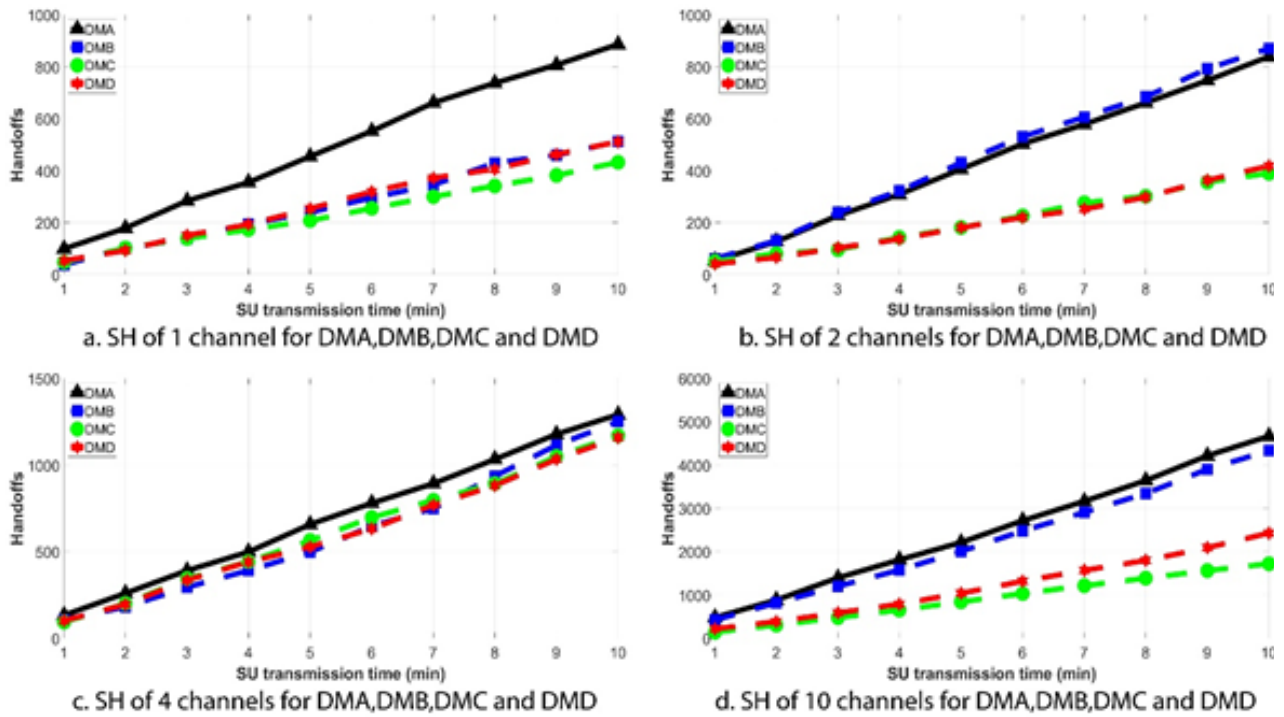 1000
800
600
400
200
0
Handoffs
DMA
DMB
DMC
DMD
1 2 3 4 5 6 7 8 9 10
SU transmission time (min)
a. SH of 1 channel for DMA,DMB,DMC and DMD
1000
800
600
400
200
0
Handoffs
DMA
DMB
DMC
DMD
1 2 3 4 5 6 7 8 9 10
SU transmission time (min)
b. SH of 2 channels for DMA,DMB,DMC and DMD
1500
1000
500
0
Handoffs
DMA
DMB
DMC
DMD
1 2 3 4 5 6 7 8 9 10
SU transmission time (min)
c. SH of 4 channels for DMA,DMB,DMC and DMD
6000
5000
4000
3000
2000
1000
0
Handoffs
DMA
DMB
DMC
DMD
1 2 3 4 5 6 7 8 9 10
SU transmission time (min)
d. SH of 10 channels for DMA,DMB,DMC and DMD